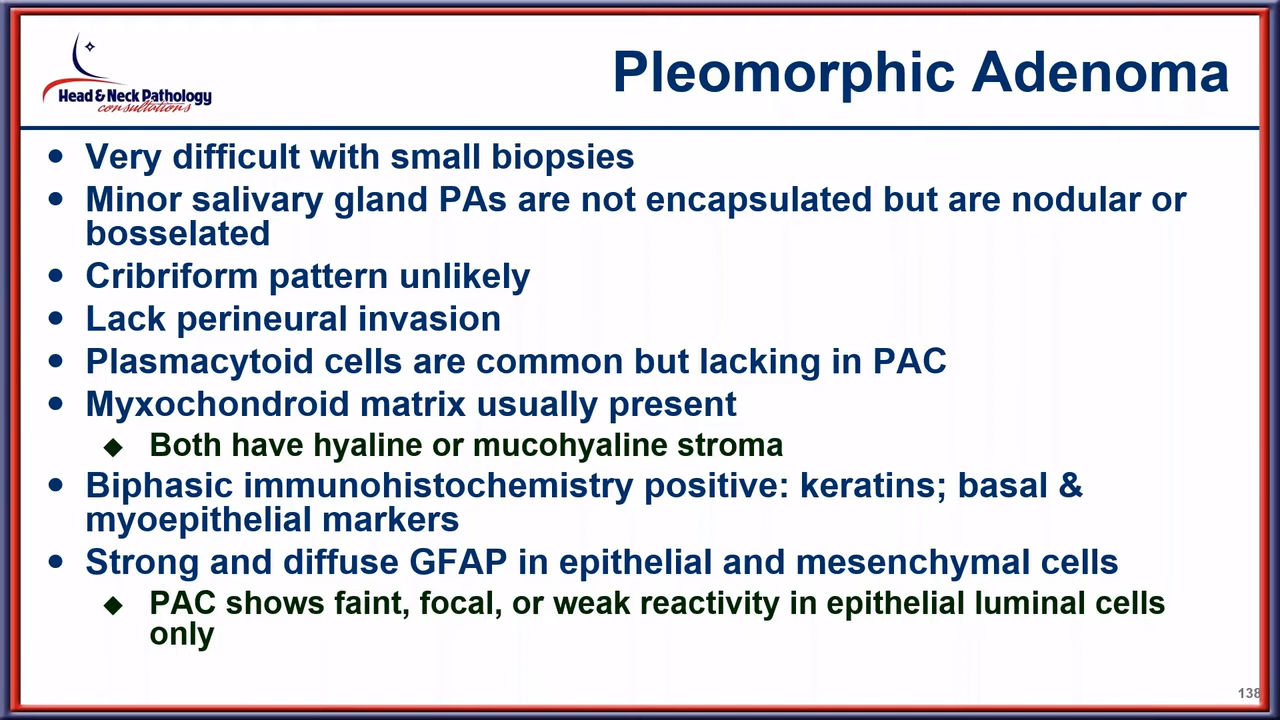 Head & Neck Pathology
consultations
Pleomorphic Adenoma
• Very difficult with small biopsies
• Minor salivary gland PAs are not encapsulated but are nodular or
bosselated
• Cribriform pattern unlikely
• Lack perineural invasion
• Plasmacytoid cells are common but lacking in PAC
• Myxochondroid matrix usually present
◆ Both have hyaline or mucohyaline stroma
• Biphasic immunohistochemistry positive: keratins; basal &
myoepithelial markers
• Strong and diffuse GFAP in epithelial and mesenchymal cells
◆ PAC shows faint, focal, or weak reactivity in epithelial luminal cells
only
138